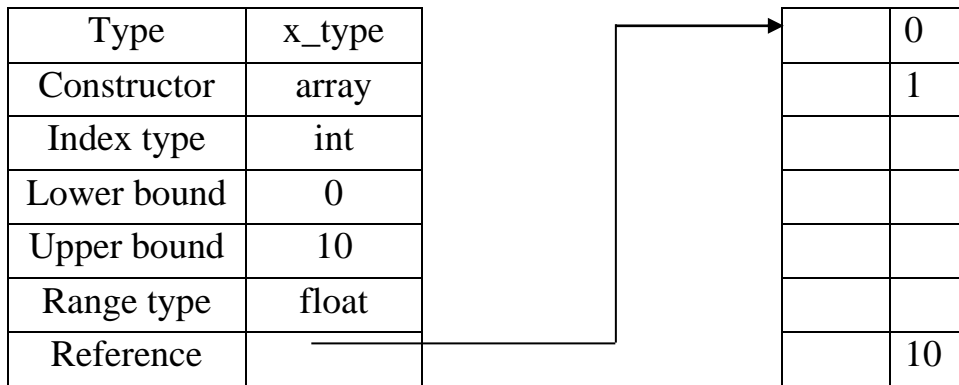 Type x_type 0
Constructor array 1
Index type int
Lower bound 0
Upper bound 10
Range type float
Reference 10